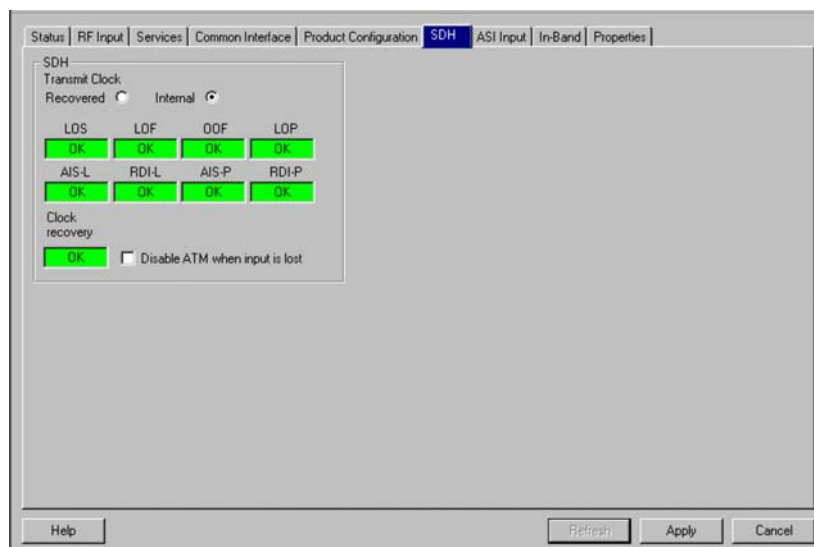 Status RF Input Services Common Interface Product Configuration SDH ASI Input In-Band Properties
SDH
Transmit Clock
Recovered Internal
LOS LOF OOF LOP
OK OK OK OK
AIS-L RDI-L AIS-P RDI-P
OK OK OK OK
Clock
recovery
OK Disable ATM when input is lost
Help Refresh Apply Cancel